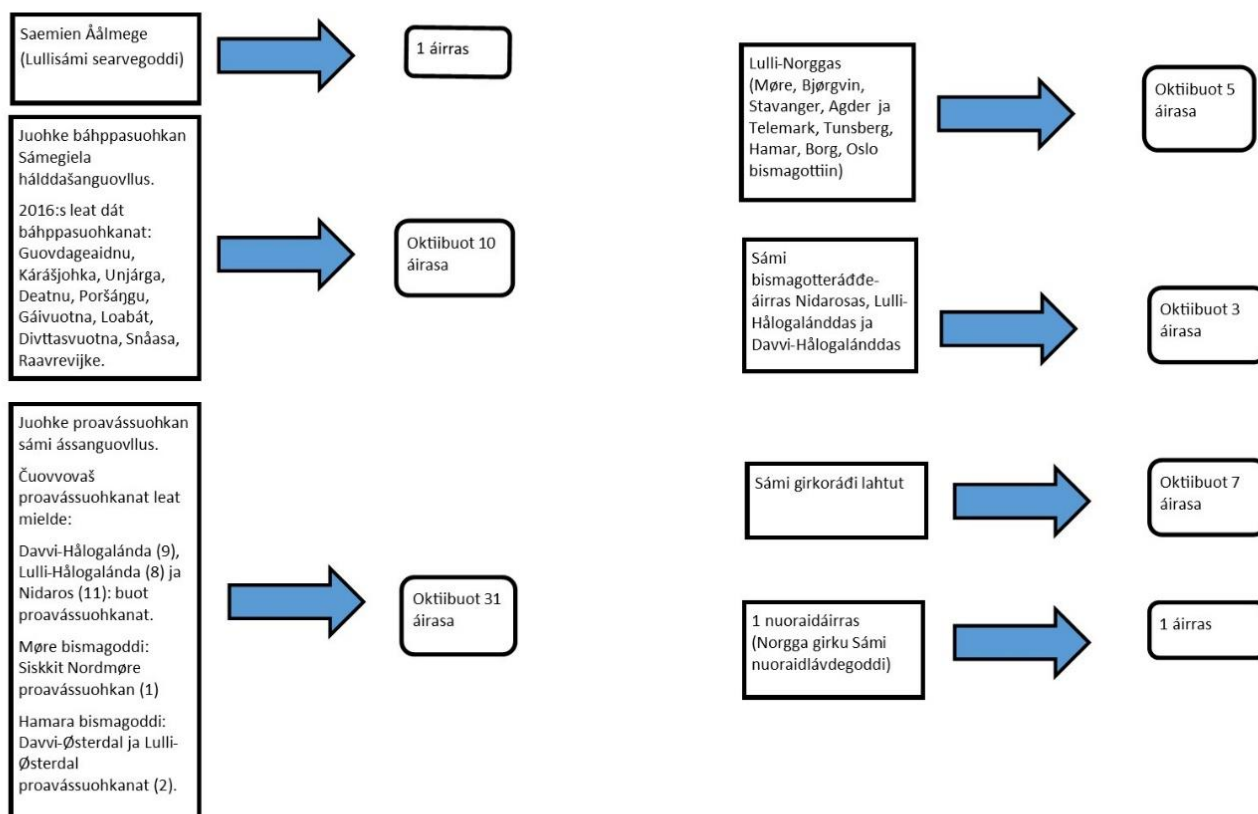 Saemien Åålmege
(Lullisámi searvegoddi)
1 áirras
Juohke báhppasuohkan
Sámegiela
hálddašanguovllus.
2016:s leat dát
báhppasuohkanat:
Guovdageaidnu,
Kárášjohka, Unjárga,
Deatnu, Poršáŋgu,
Gáivuotna, Loabát,
Divttasvuotna, Snåasa,
Raavrevijke.
Oktiibuot 10
áirasa
Juohke proavássuohkan
sámi ássanguovllus.
Čuovvovaš
proavássuohkanat leat
mielde:
Davvi-Hålogalánda (9),
Lulli-Hålogalánda (8) ja
Nidaros (11): buot
proavássuohkanat.
Møre bismagoddi:
Siskkit Nordmøre
proavássuohkan (1)
Hamara bismagoddi:
Davvi-Østerdal ja Lulli-
Østerdal
proavássuohkanat (2).
Oktiibuot 31
áirasa
Lulli-Norggas
(Møre, Bjørgvin,
Stavanger, Agder ja
Telemark, Tunsberg,
Hamar, Borg, Oslo
bismagottiin)
Oktiibuot 5
áirasa
Sámi
bismagotteráđđe-
áirras Nidarosas, Lulli-
Hålogalánddas ja
Davvi-Hålogalánddas
Oktiibuot 3
áirasa
Sámi girkoráđi lahtut
Oktiibuot 7
áirasa
1 nuoraidáirras
(Norgga girku Sámi
nuoraidlávdegoddi)
1 áirras